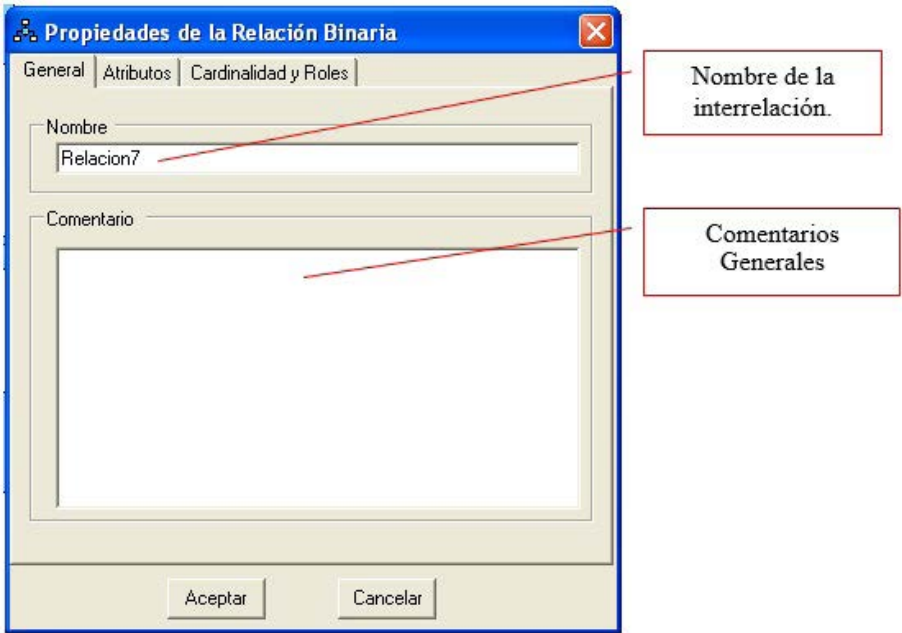 Propiedades de la Relación Binaria
General Atributos Cardinalidad y Roles
Nombre
Relacion7
Comentario
Aceptar Cancelar
Nombre de la
interrelación.
Comentarios
Generales